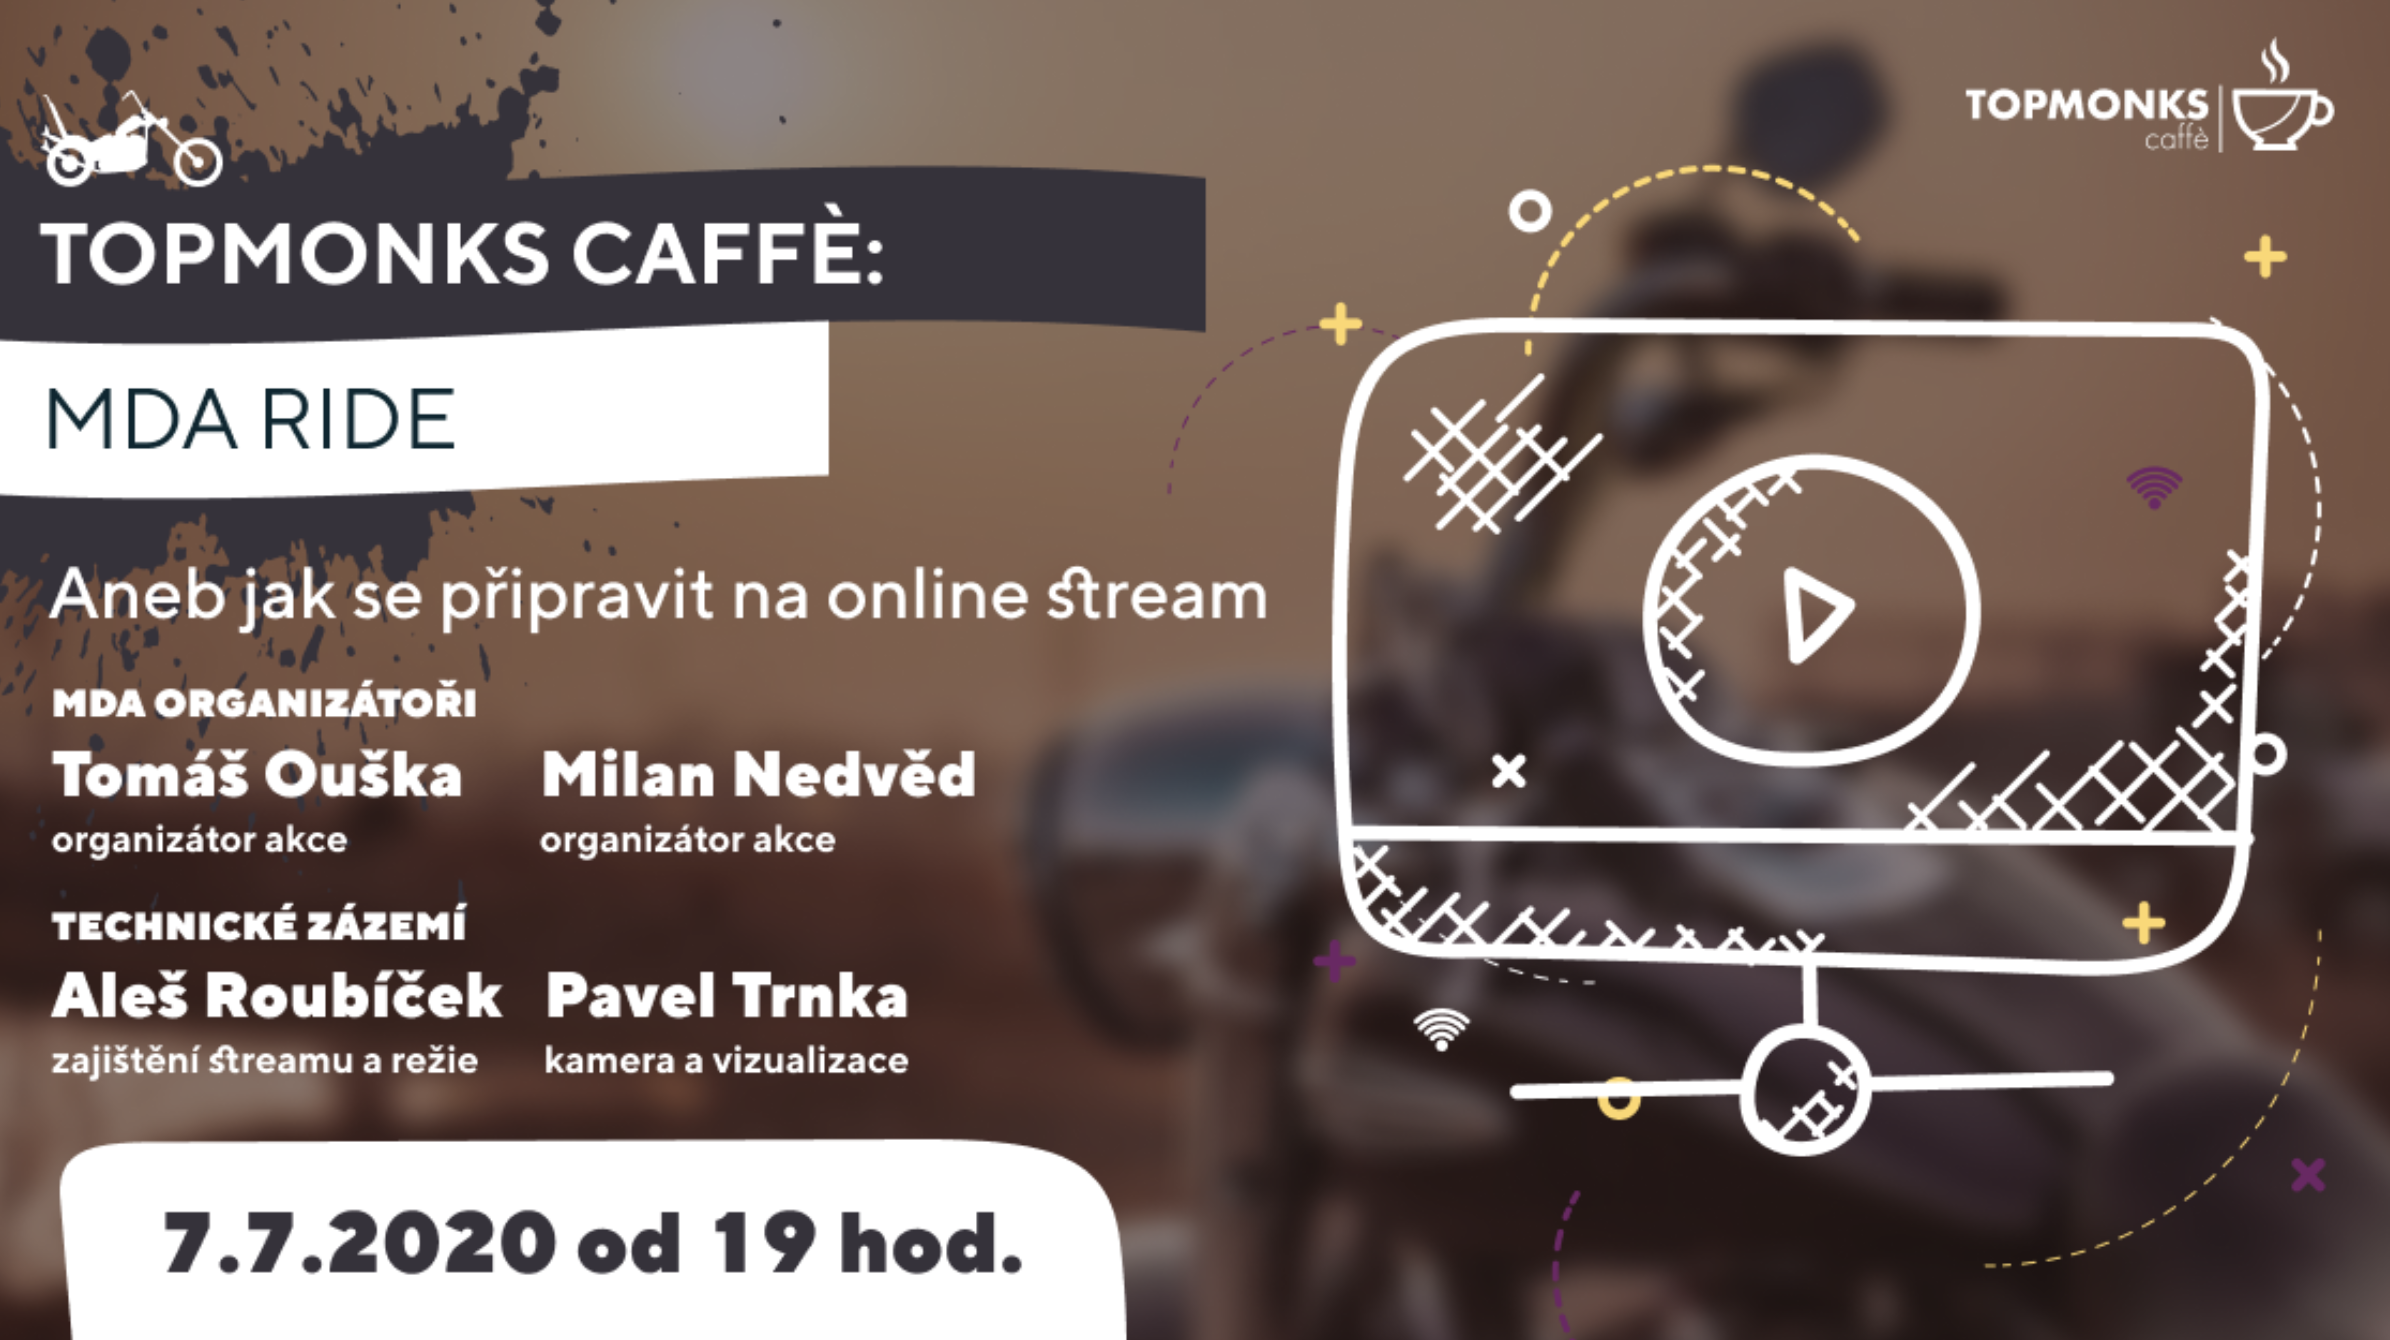 TOPMONKS
caffè
TOPMONKS CAFFÈ:
MDA RIDE
Aneb jak se připravit na online stream
MDA ORGANIZÁTOŘI
Tomáš Ouška
organizátor akce
Milan Nedvěd
organizátor akce
TECHNICKÉ ZÁZEMÍ
Aleš Roubíček
zajištění streamu a režie
Pavel Trnka
kamera a vizualizace
7.7.2020 od 19 hod.